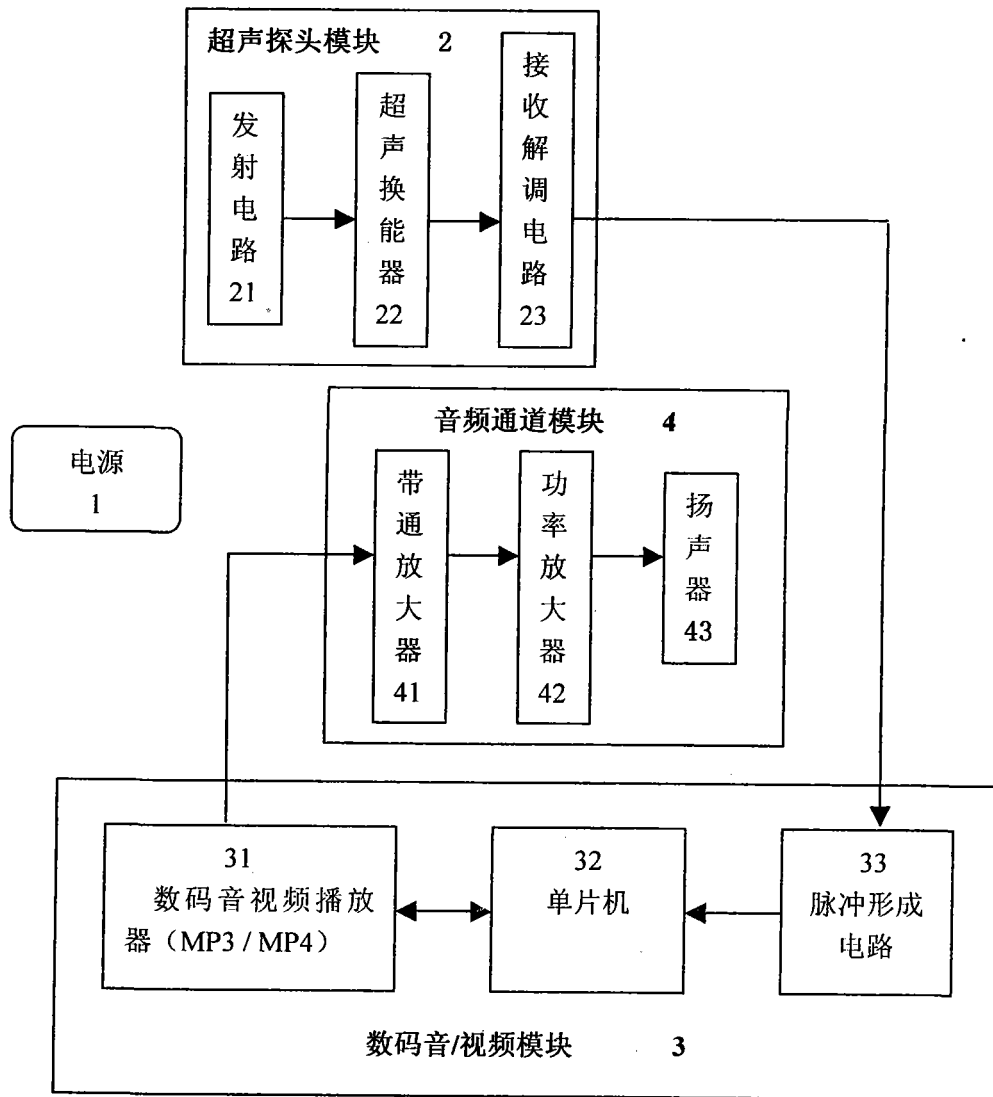 超声探头模块 2
发射电路
21
超声换能器
22
接收解调电路
23
音频通道模块 4
电源
1
带通放大器
41
功率放大器
42
扬声器
43
31
数码音视频播放
器（MP3 / MP4）
32
单片机
33
脉冲形成
电路
数码音/视频模块 3